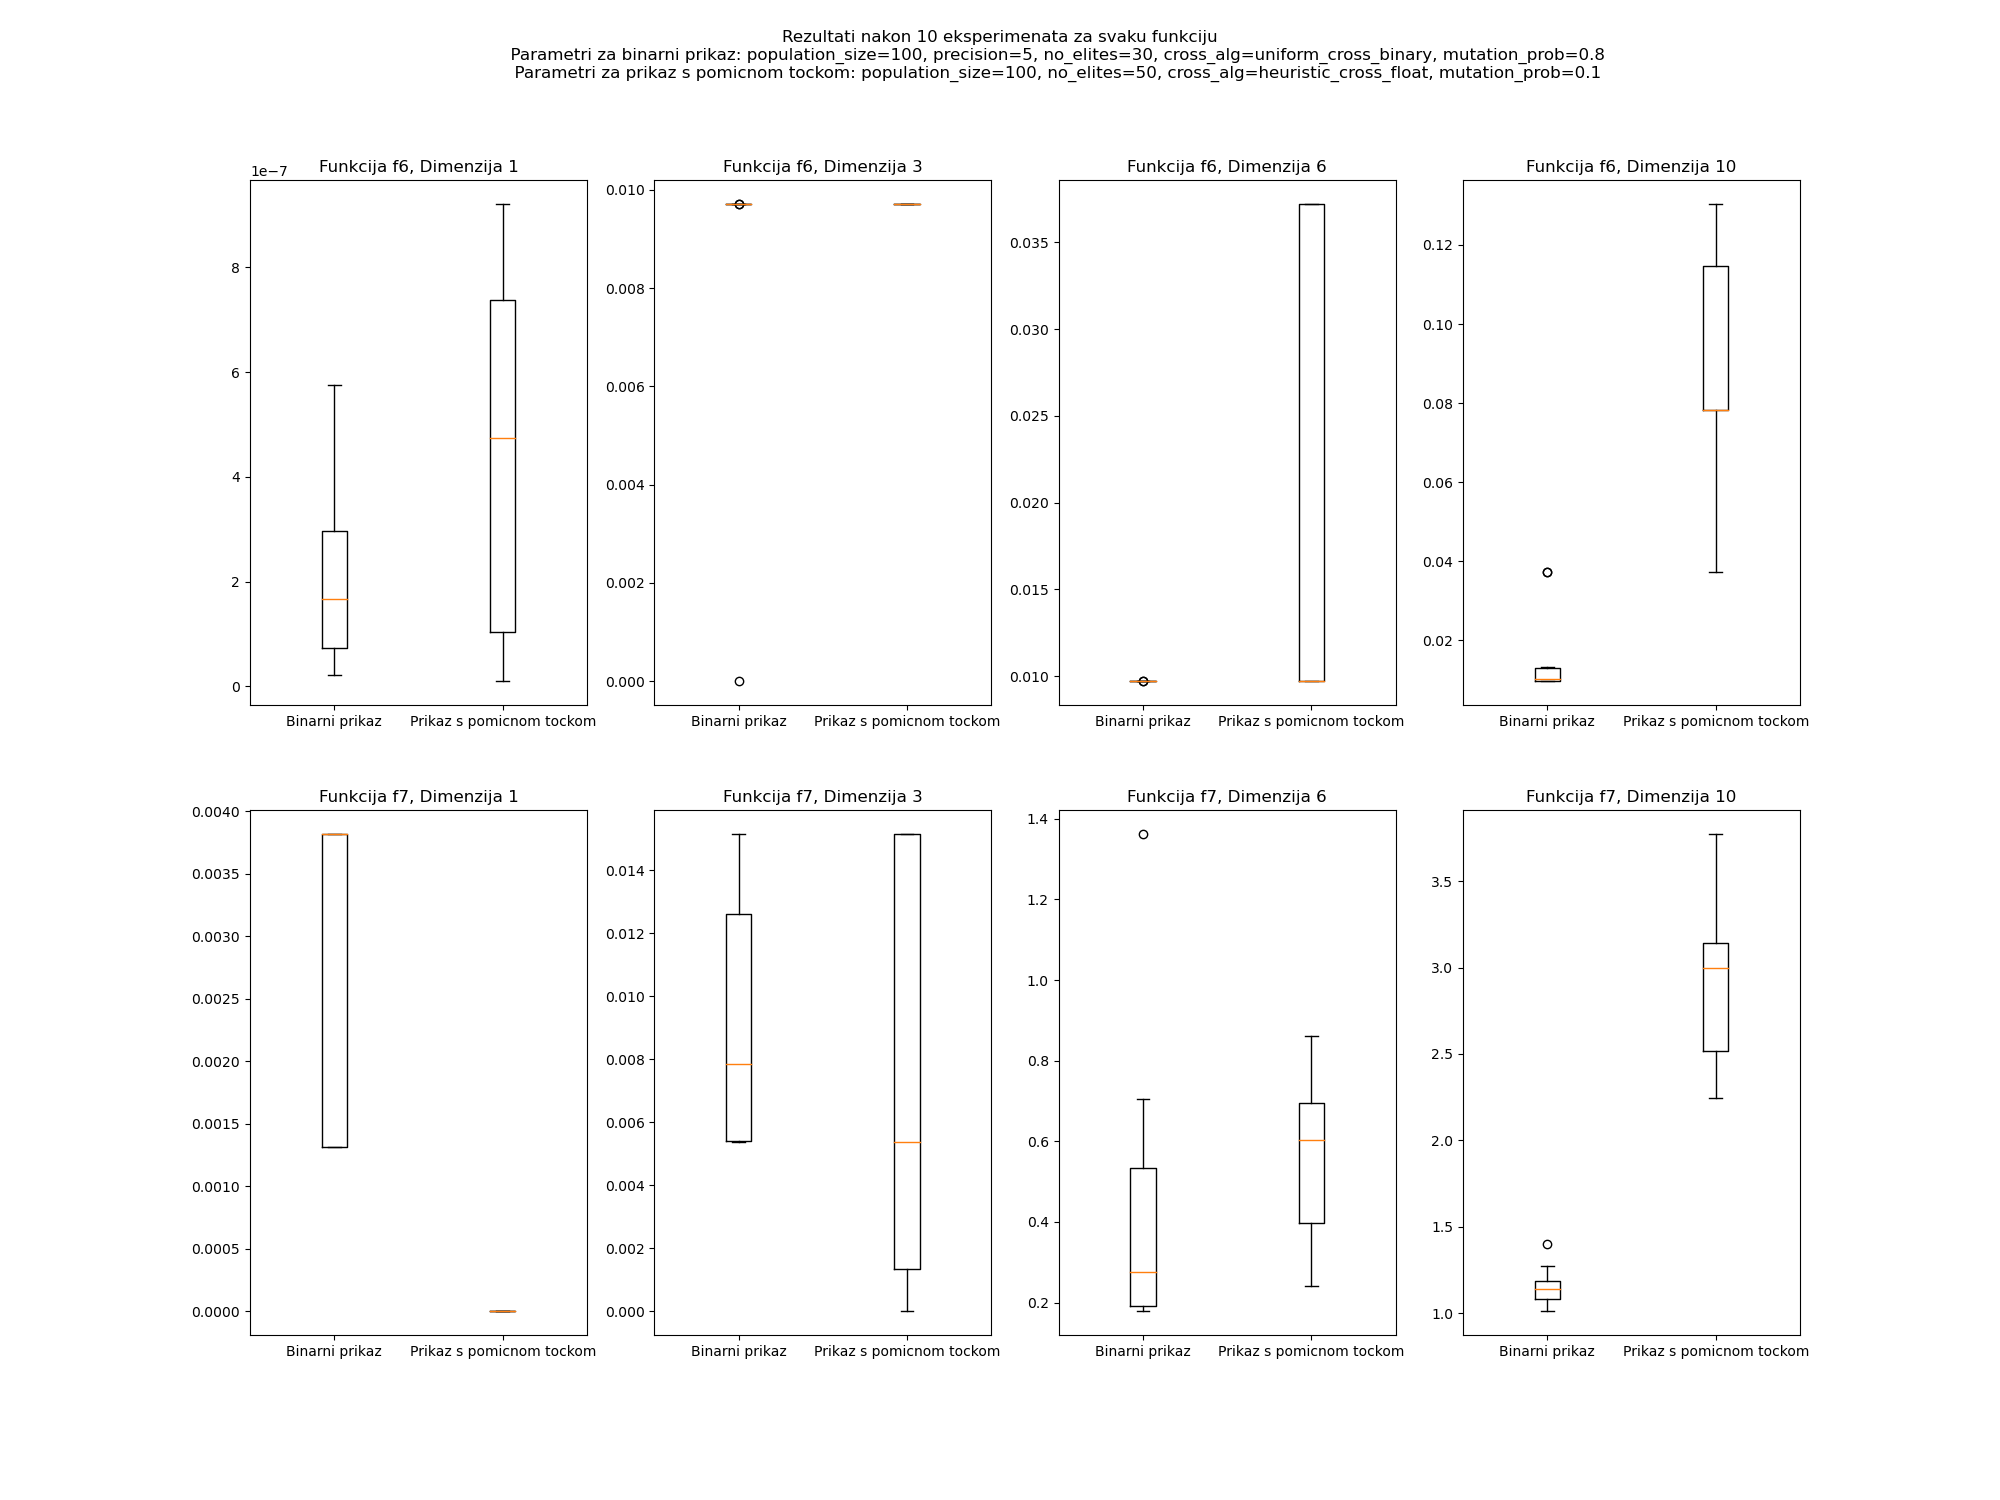 Rezultati nakon 10 eksperimenata za svaku funkciju
Parametri za binarni prikaz: population_size=100, precision=5, no_elites=30, cross_alg=uniform_cross_binary, mutation_prob=0.8
Parametri za prikaz s pomicnom tockom: population_size=100, no_elites=50, cross_alg=heuristic_cross_float, mutation_prob=0.1
Funkcija f6, Dimenzija 1
1e−7
8
6
4
2
0
Binarni prikaz
Prikaz s pomicnom tockom
Funkcija f6, Dimenzija 3
0.010
0.008
0.006
0.004
0.002
0.000
Binarni prikaz
Prikaz s pomicnom tockom
Funkcija f6, Dimenzija 6
0.035
0.030
0.025
0.020
0.015
0.010
Binarni prikaz
Prikaz s pomicnom tockom
Funkcija f6, Dimenzija 10
0.12
0.10
0.08
0.06
0.04
0.02
Binarni prikaz
Prikaz s pomicnom tockom
Funkcija f7, Dimenzija 1
0.0040
0.0035
0.0030
0.0025
0.0020
0.0015
0.0010
0.0005
0.0000
Binarni prikaz
Prikaz s pomicnom tockom
Funkcija f7, Dimenzija 3
0.014
0.012
0.010
0.008
0.006
0.004
0.002
0.000
Binarni prikaz
Prikaz s pomicnom tockom
Funkcija f7, Dimenzija 6
1.4
1.2
1.0
0.8
0.6
0.4
0.2
Binarni prikaz
Prikaz s pomicnom tockom
Funkcija f7, Dimenzija 10
3.5
3.0
2.5
2.0
1.5
1.0
Binarni prikaz
Prikaz s pomicnom tockom